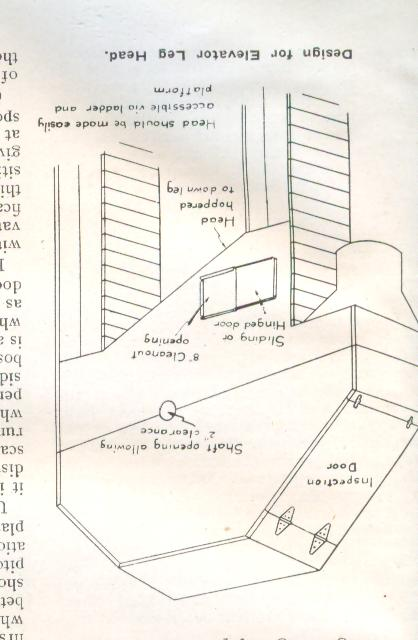 Inspection
Door
Shaft opening allowing
2" clearance
Sliding or
Hinged door
8" Cleanout
opening
Head
hoppered
to down leg
Head should be made easily
accessible via ladder and
platform
Design for Elevator Leg Head.